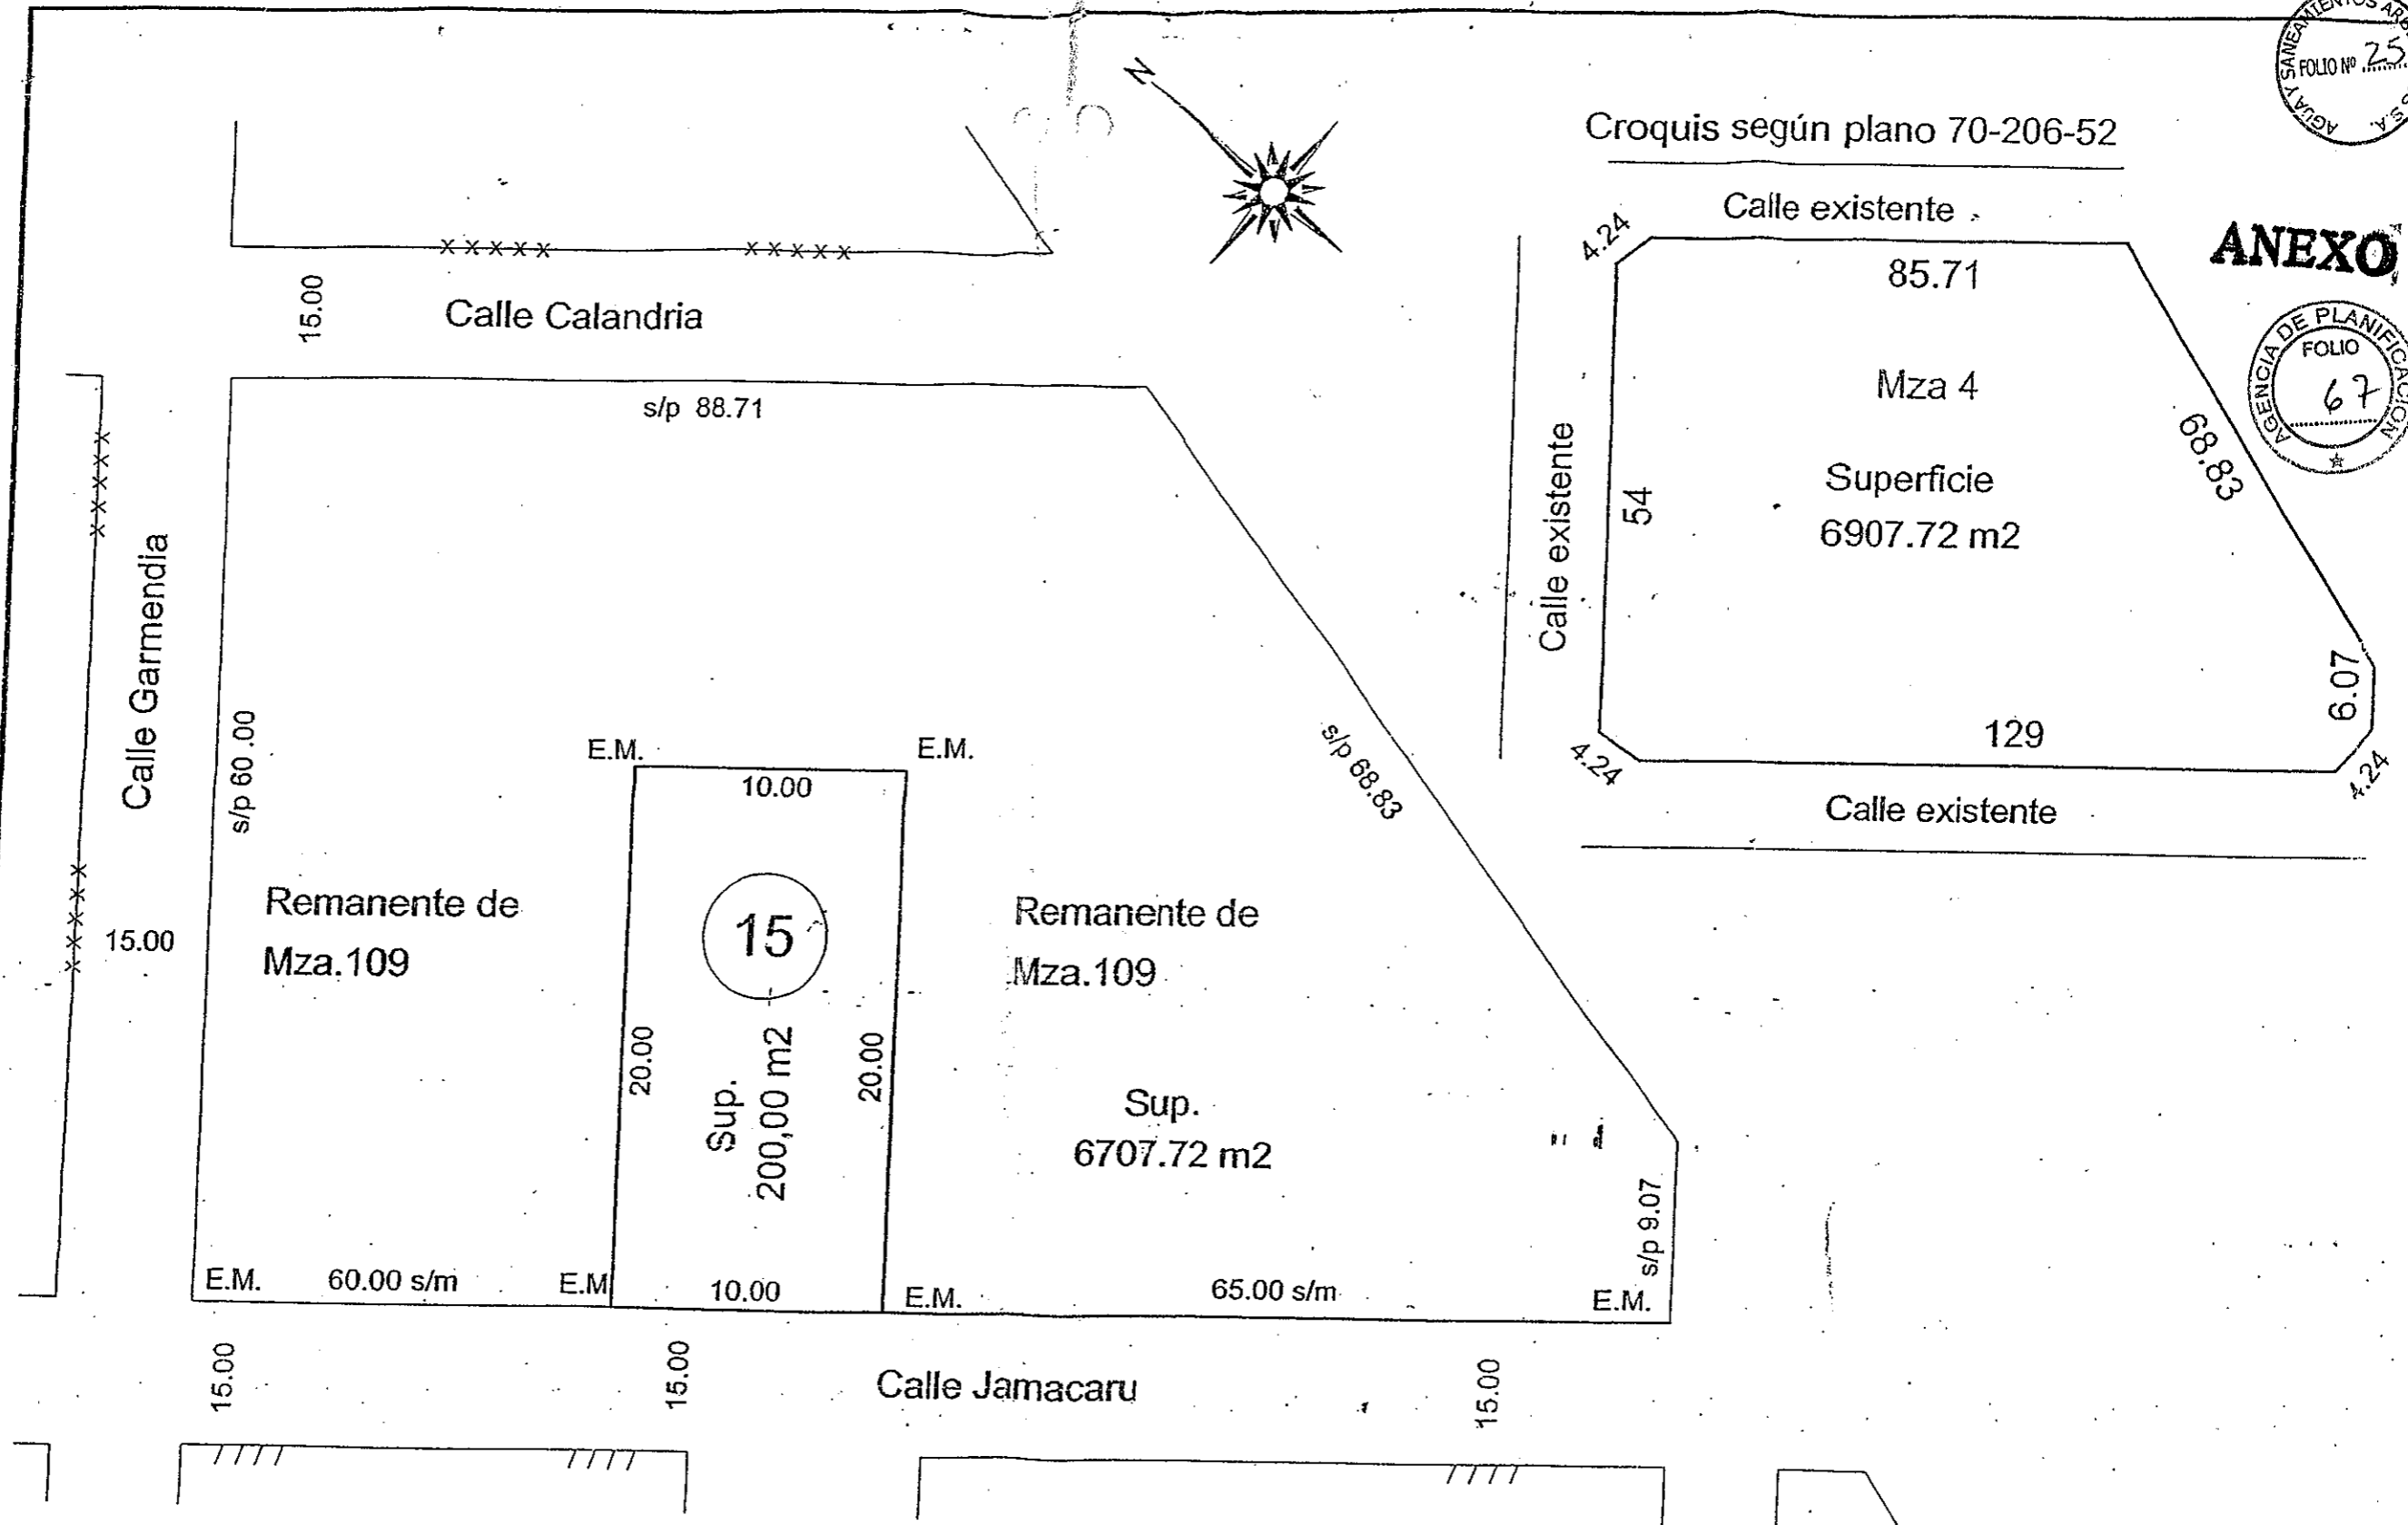 SANEAMIENTOS
AGUA Y
S.A.
FOLIO Nº 25
N
Croquis según plano 70-206-52
Calle existente
ANEXO
4.24
85.71
AGENCIA DE PLANIFICACIÓN
FOLIO
67
15.00
Calle Calandria
s/p 88.71
Mza 4
68.83
Calle existente
54
Superficie
6907.72 m2
Calle Garmendia
s/p 60.00
E.M.
E.M.
10.00
s/p 68.83
6.07
129
4.24
4.24
Calle existente
Remanente de
Mza.109
15.00
15
Remanente de
Mza.109
20.00
Sup.
200,00 m2
20.00
Sup.
6707.72 m2
s/p 9.07
E.M.
60.00 s/m
E.M
10.00
E.M.
65.00 s/m
E.M.
15.00
15.00
Calle Jamacaru
15.00